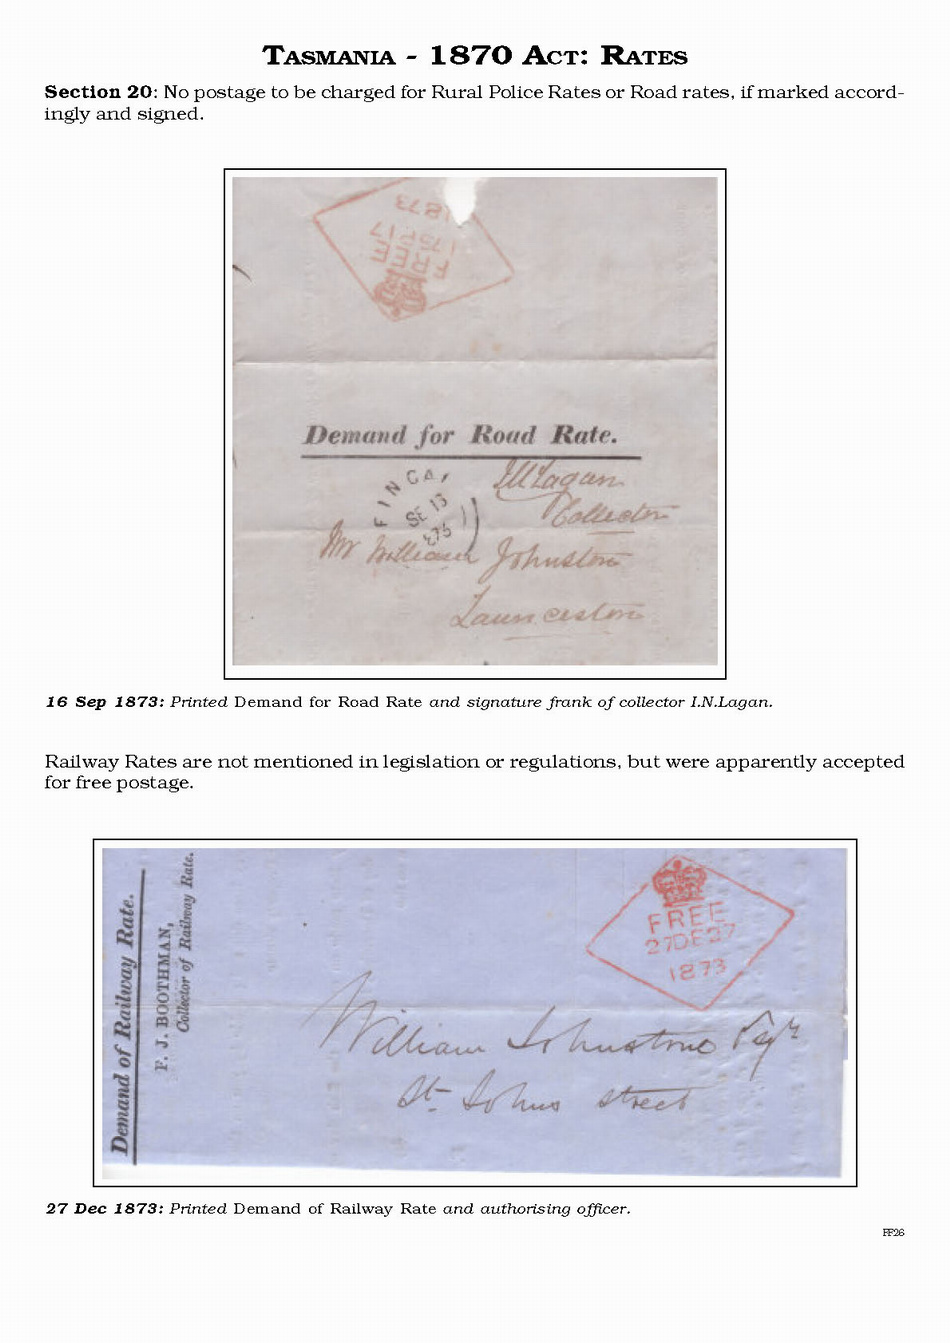 TASMANIA - 1870 ACT: RATES
Section 20: No postage to be charged for Rural Police Rates or Road rates, if marked accord-
ingly and signed.
1873
17
FREE
Demand for Road Rate.
FINGA
SE 13
Lagan
Collector
Mr William Johnston
Launceston
16 Sep 1873: Printed Demand for Road Rate and signature frank of collector I.N.Lagan.
Railway Rates are not mentioned in legislation or regulations, but were apparently accepted
for free postage.
Demand of Railway Rate.
F. J. BOOTHMAN,
Collector of Railway Rate.
FREE
27DE27
1873
William Johnstone Esqr
St. Johns street
27 Dec 1873: Printed Demand of Railway Rate and authorising officer.
FF26